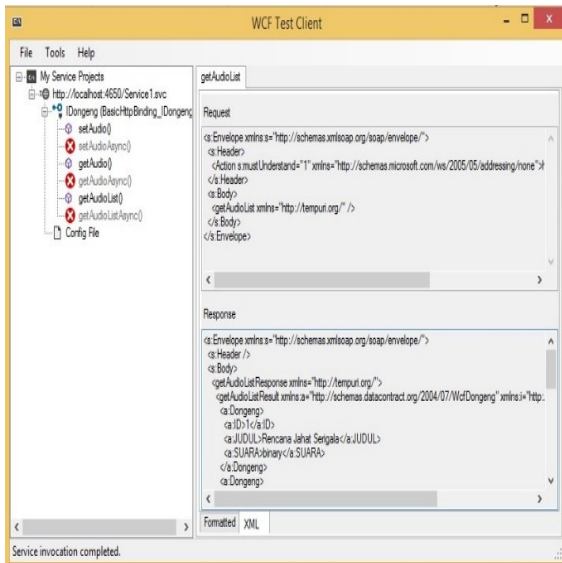 WCF Test Client
File Tools Help
My Service Projects
http://localhost:4650/Service1.svc
IDongeng (BasicHttpBinding_IDongeng
setAudio()
setAudioAsync()
getAudio()
getAudioAsync()
getAudioList()
getAudioListAsync()
Config File
getAudioList
Request
<s:Envelope xmlns:s="http://schemas.xmlsoap.org/soap/envelope/">
<s:Header>
<Action s:mustUnderstand="1" xmlns="http://schemas.microsoft.com/ws/2005/05/addressing/none">
</s:Header>
<s:Body>
<getAudioList xmlns="http://tempuri.org/" />
</s:Body>
</s:Envelope>
Response
<s:Envelope xmlns:s="http://schemas.xmlsoap.org/soap/envelope/">
<s:Header />
<s:Body>
<getAudioListResponse xmlns="http://tempuri.org/">
<getAudioListResult xmlns:a="http://schemas.datacontract.org/2004/07/WcfDongeng" xmlns:i="http:
<a:Dongeng>
<a:ID>1</a:ID>
<a:JUDUL>Rencana Jahat Serigala</a:JUDUL>
<a:SUARA>binary</a:SUARA>
</a:Dongeng>
<a:Dongeng>
Formatted XML
Service invocation completed.